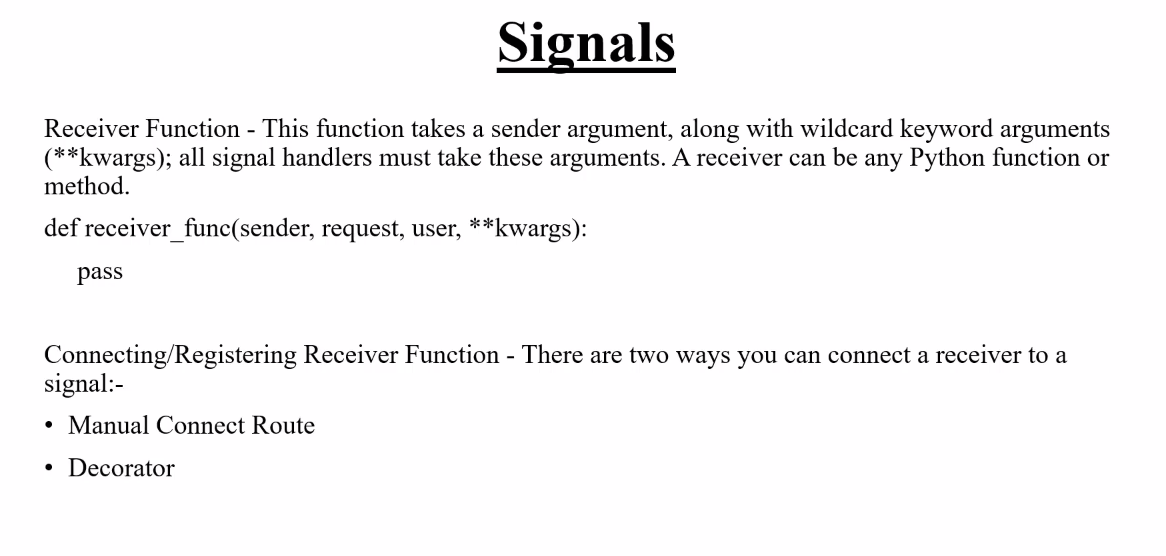 Signals
Receiver Function - This function takes a sender argument, along with wildcard keyword arguments
(**kwargs); all signal handlers must take these arguments. A receiver can be any Python function or
method.
def receiver_func(sender, request, user, **kwargs):
pass
Connecting/Registering Receiver Function - There are two ways you can connect a receiver to a
signal:-
• Manual Connect Route
• Decorator